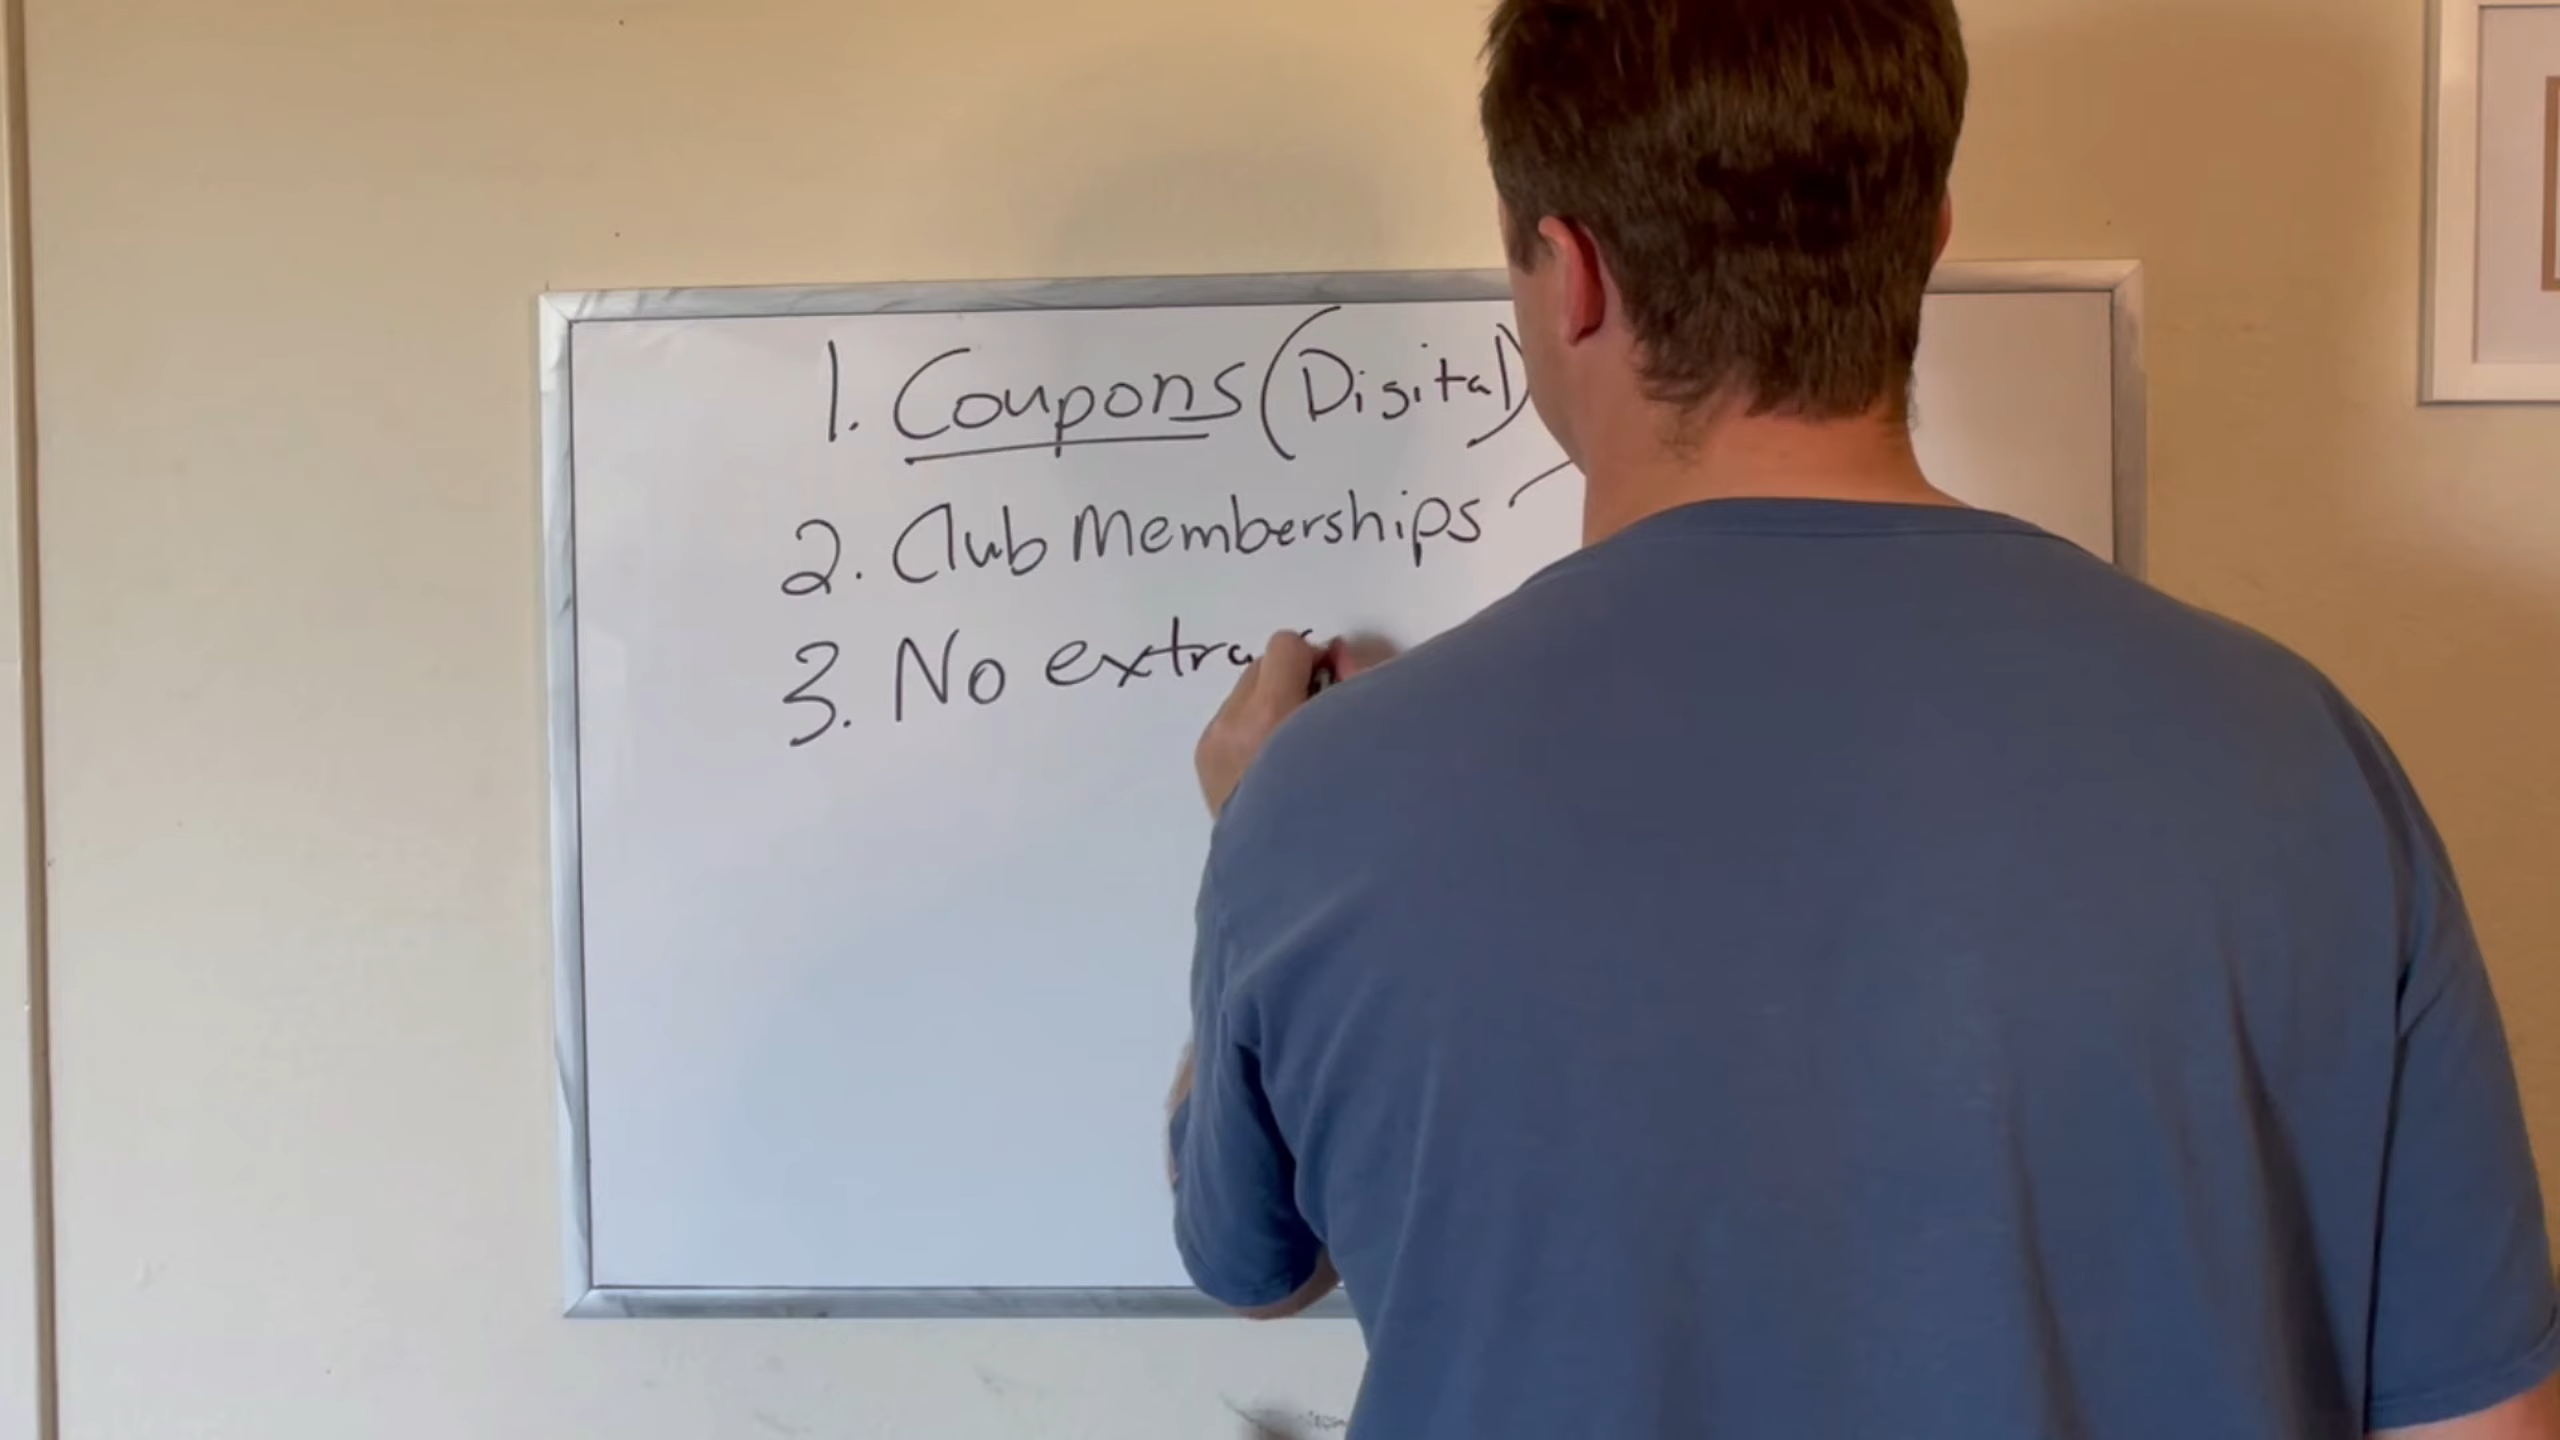 1. Coupons (Digital)
2. Club Memberships
3. No extra